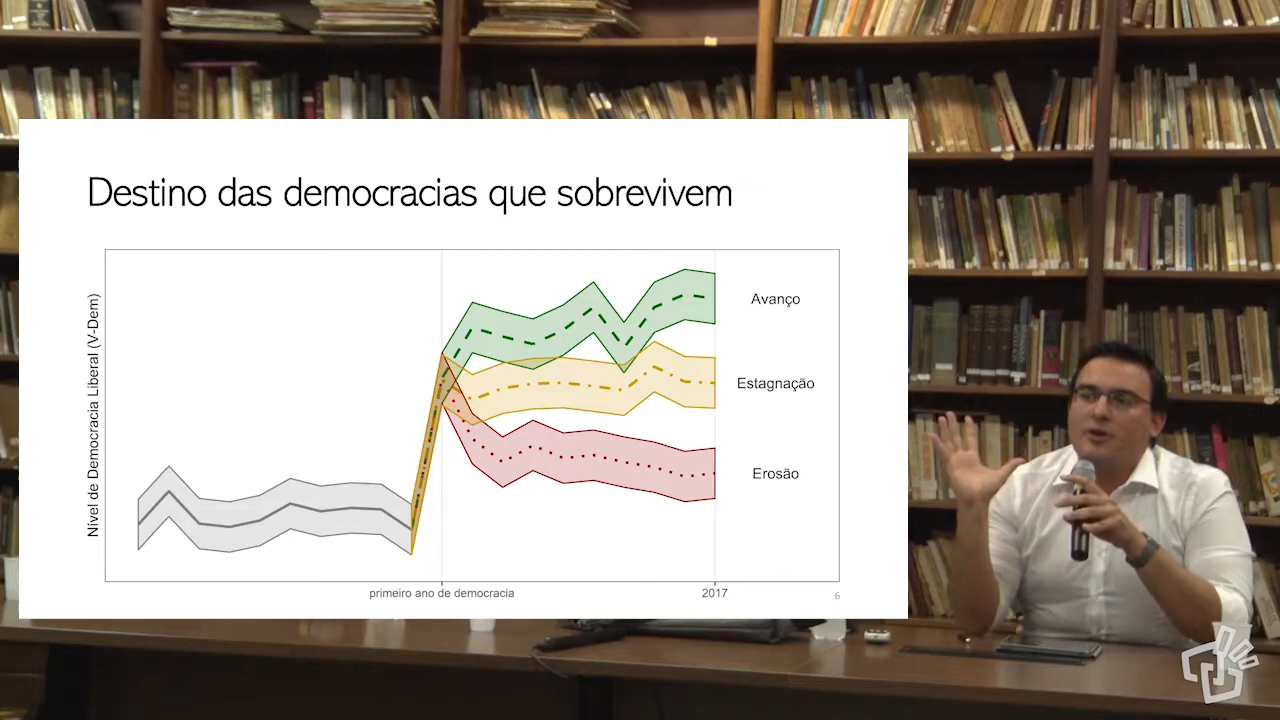 Destino das democracias que sobrevivem
Nível de Democracia Liberal (V-Dem)
Avanço
Estagnação
Erosão
primeiro ano de democracia
2017
6